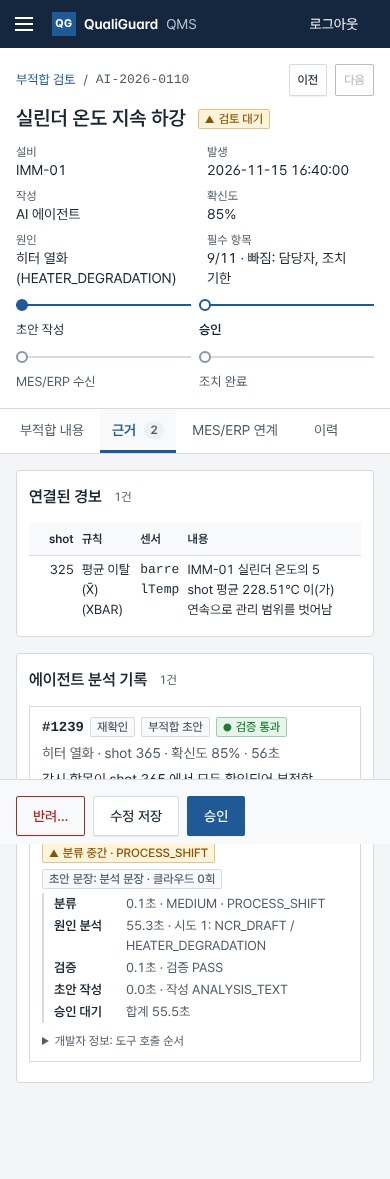 QG QualiGuard QMS 로그아웃
부적합 검토 / AI-2026-0110 이전 다음
실린더 온도 지속 하강 ▲ 검토 대기
설비 발생
IMM-01 2026-11-15 16:40:00
작성 확신도
AI 에이전트 85%
원인 필수 항목
히터 열화 9/11 · 빠짐: 담당자, 조치
(HEATER_DEGRADATION) 기한
초안 작성 승인
MES/ERP 수신 조치 완료
부적합 내용 근거 2 MES/ERP 연계 이력
연결된 경보 1건
shot 규칙 센서 내용
325 평균 이탈 barre IMM-01 실린더 온도의 5
(X̄) lTemp shot 평균 228.51°C 이(가)
(XBAR) 연속으로 관리 범위를 벗어남
에이전트 분석 기록 1건
#1239 재확인 부적합 초안 ● 검증 통과
히터 열화 · shot 365 · 확신도 85% · 56초
반려... 수정 저장 승인
▲ 분류 중간 · PROCESS_SHIFT
초안 문장: 분석 문장 · 클라우드 0회
분류 0.1초 · MEDIUM · PROCESS_SHIFT
원인 분석 55.3초 · 시도 1: NCR_DRAFT /
HEATER_DEGRADATION
검증 0.1초 · 검증 PASS
초안 작성 0.0초 · 작성 ANALYSIS_TEXT
승인 대기 합계 55.5초
▶ 개발자 정보: 도구 호출 순서